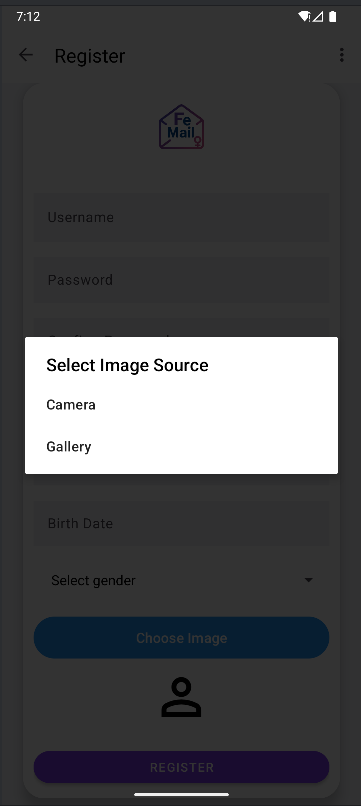 7:12
Register
Fe
Mail
Username
Password
Select Image Source
Camera
Gallery
Birth Date
Select gender
Choose Image
REGISTER